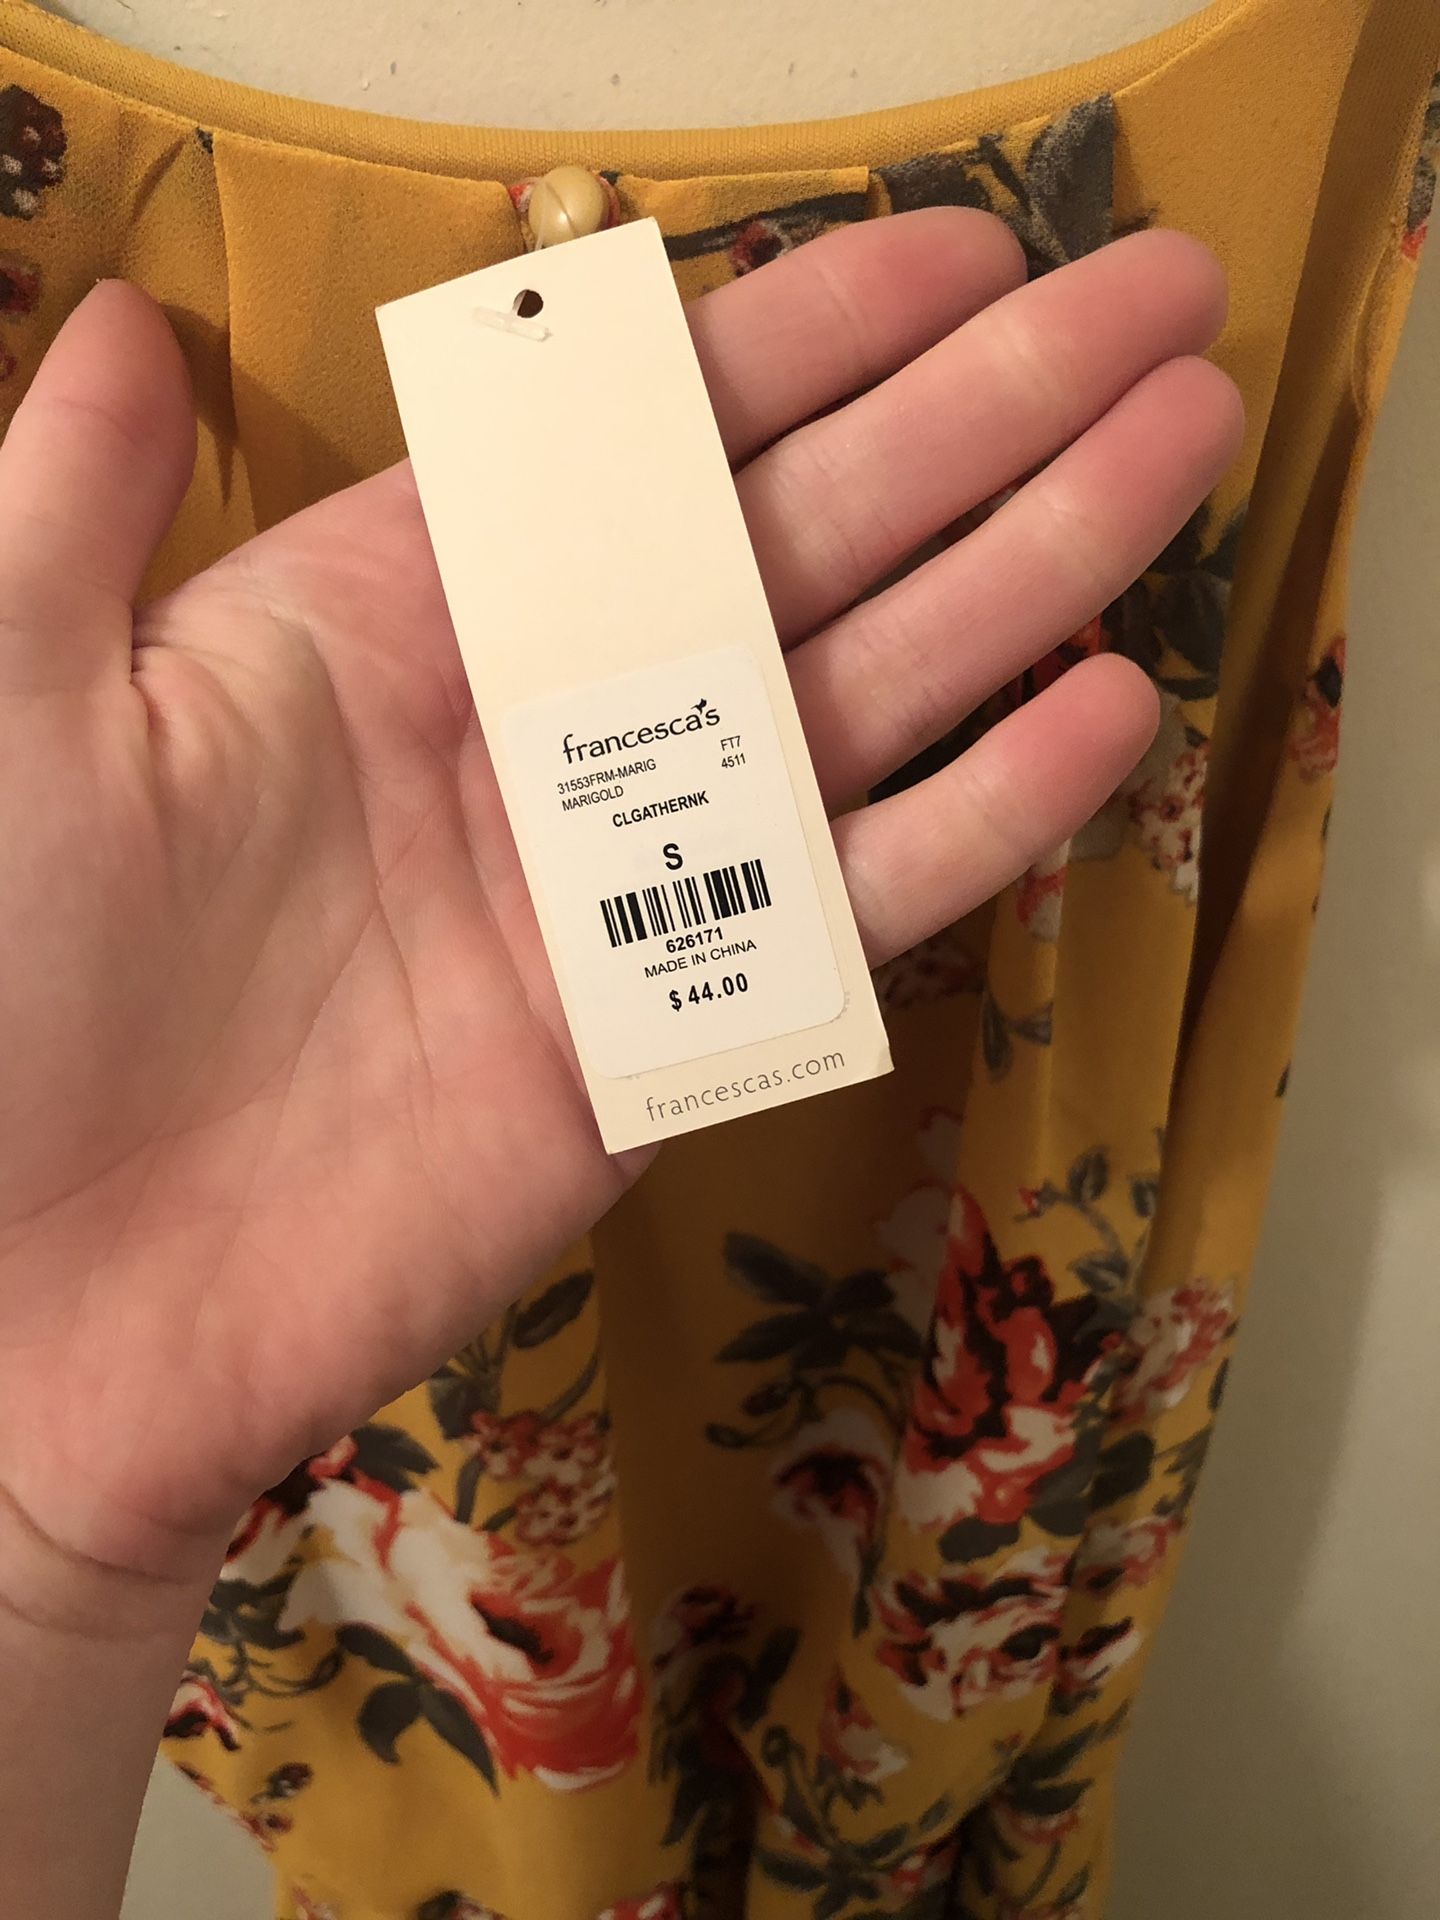 francesca's
31553FRM-MARIG FT7
MARIGOLD 4511
CLGATHERNK
S
626171
MADE IN CHINA
$44.00
francescas.com